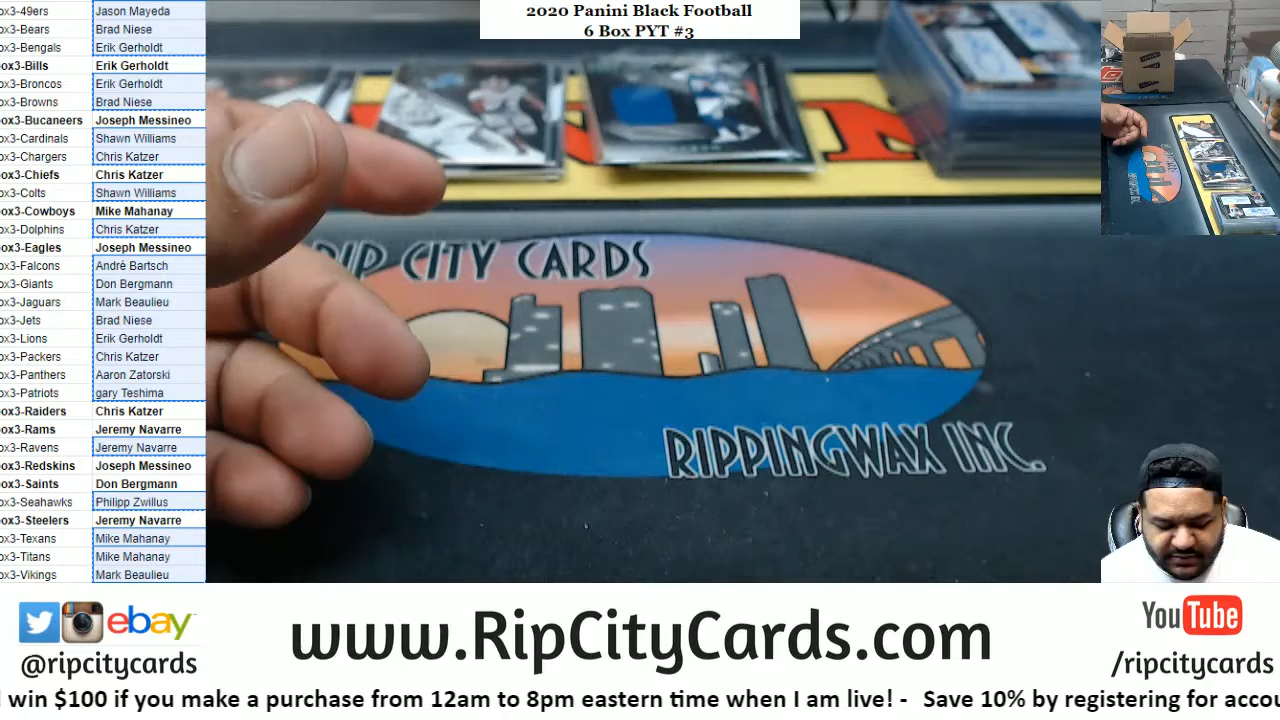 2020 Panini Black Football
6 Box PYT #3
ox3-49ers Jason Mayeda
ox3-Bears Brad Niese
ox3-Bengals Erik Gerholdt
ox3-Bills Erik Gerholdt
ox3-Broncos Erik Gerholdt
ox3-Browns Brad Niese
ox3-Bucaneers Joseph Messineo
ox3-Cardinals Shawn Williams
ox3-Chargers Chris Katzer
ox3-Chiefs Chris Katzer
ox3-Colts Shawn Williams
ox3-Cowboys Mike Mahanay
ox3-Dolphins Chris Katzer
ox3-Eagles Joseph Messineo
ox3-Falcons Andrè Bartsch
ox3-Giants Don Bergmann
ox3-Jaguars Mark Beaulieu
ox3-Jets Brad Niese
ox3-Lions Erik Gerholdt
ox3-Packers Chris Katzer
ox3-Panthers Aaron Zatorski
ox3-Patriots gary Teshima
ox3-Raiders Chris Katzer
ox3-Rams Jeremy Navarre
ox3-Ravens Jeremy Navarre
ox3-Redskins Joseph Messineo
ox3-Saints Don Bergmann
ox3-Seahawks Philipp Zwillus
ox3-Steelers Jeremy Navarre
ox3-Texans Mike Mahanay
ox3-Titans Mike Mahanay
ox3-Vikings Mark Beaulieu
RIP CITY CARDS
RIPPINGWAX INC.
ebay
@ripcitycards
www.RipCityCards.com
YouTube
/ripcitycards
win $100 if you make a purchase from 12am to 8pm eastern time when I am live! - Save 10% by registering for accou